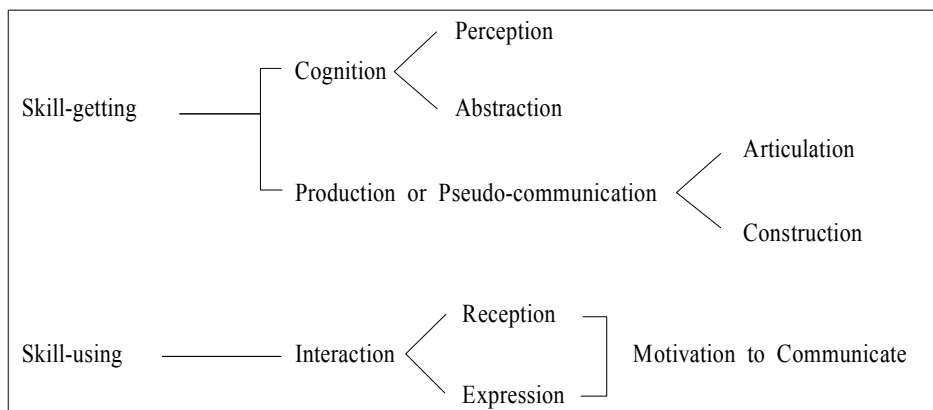 Perception
Cognition
Skill-getting
Abstraction
Articulation
Production or Pseudo-communication
Construction
Reception
Skill-using
Interaction
Motivation to Communicate
Expression